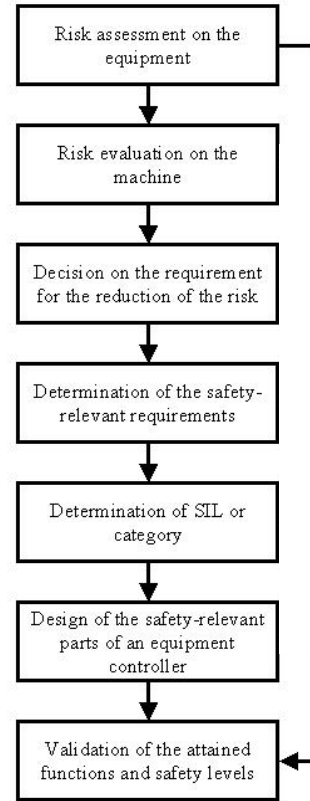 Risk assessment on the
equipment
Risk evaluation on the
machine
Decision on the requirement
for the reduction of the risk
Determination of the safety-
relevant requirements
Determination of SIL or
category
Design of the safety-relevant
parts of an equipment
controller
Validation of the attained
functions and safety levels